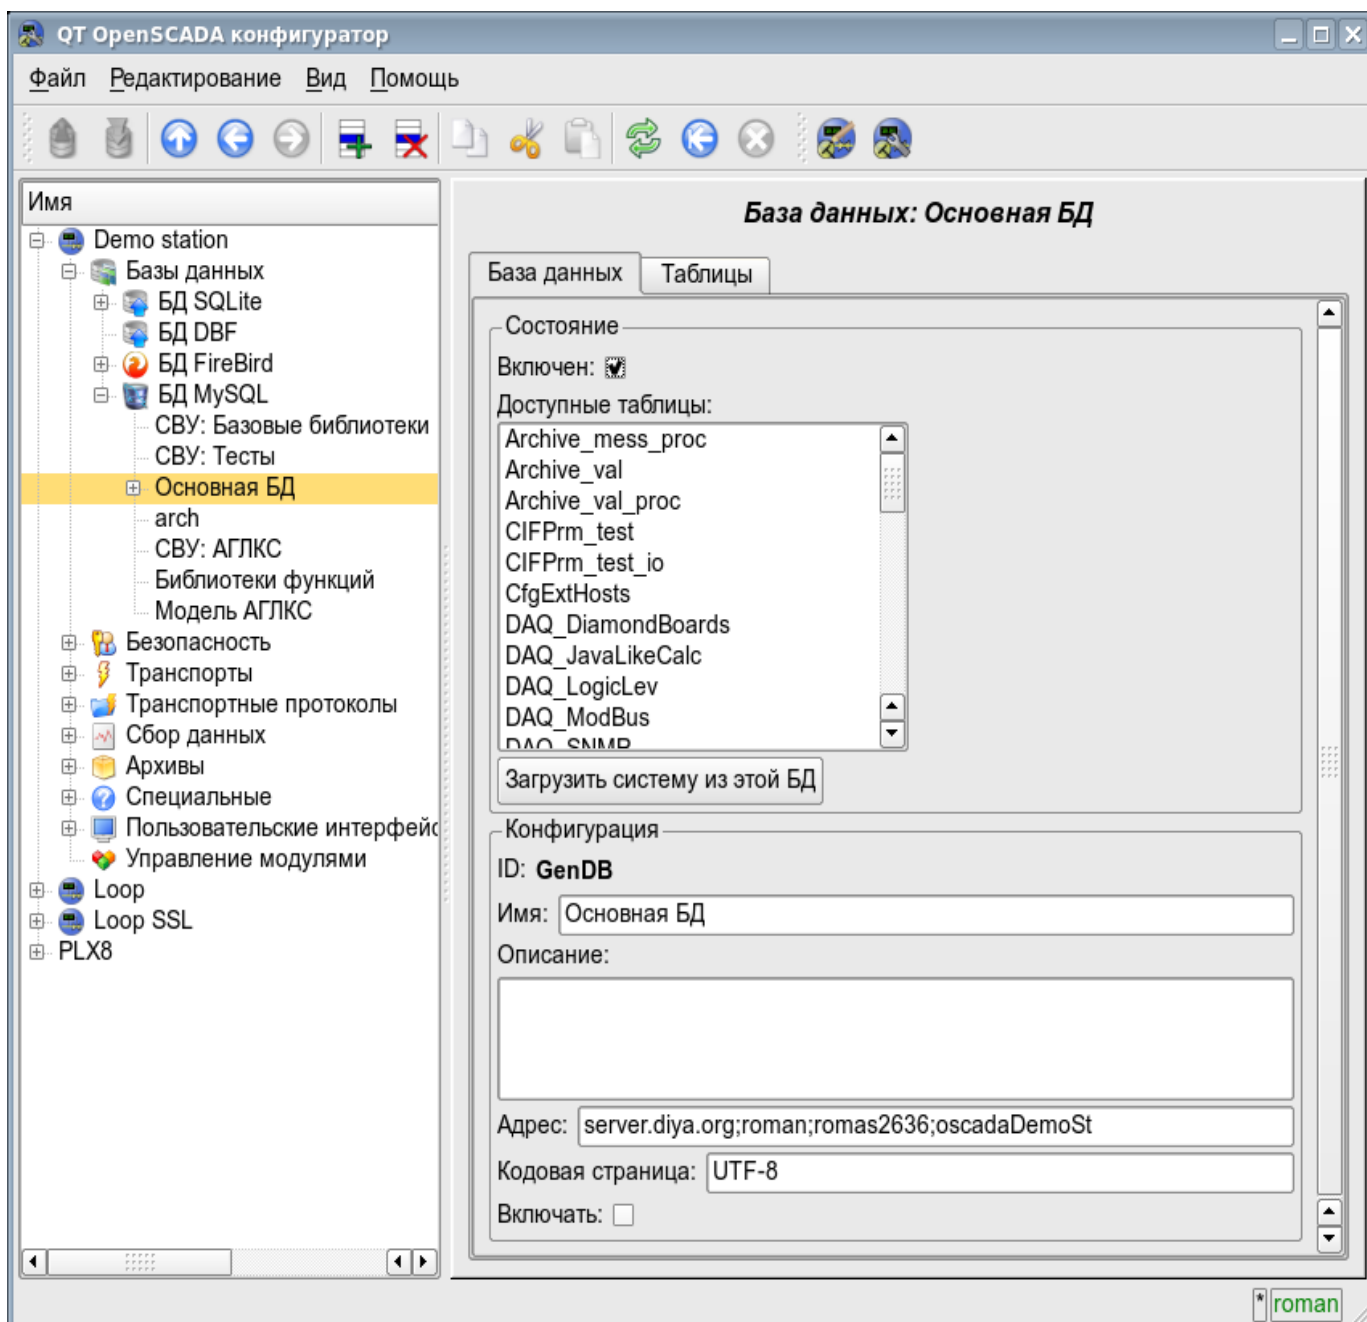 QT OpenSCADA конфигуратор
Файл Редактирование Вид Помощь
Имя
Demo station
Базы данных
БД SQLite
БД DBF
БД FireBird
БД MySQL
СВУ: Базовые библиотеки
СВУ: Тесты
Основная БД
arch
СВУ: АГЛКС
Библиотеки функций
Модель АГЛКС
Безопасность
Транспорты
Транспортные протоколы
Сбор данных
Архивы
Специальные
Пользовательские интерфейс
Управление модулями
Loop
Loop SSL
PLX8
База данных: Основная БД
База данных Таблицы
Состояние
Включен:
Доступные таблицы:
Archive_mess_proc
Archive_val
Archive_val_proc
CIFPrm_test
CIFPrm_test_io
CfgExtHosts
DAQ_DiamondBoards
DAQ_JavaLikeCalc
DAQ_LogicLev
DAQ_ModBus
DAQ_SNMP
Загрузить систему из этой БД
Конфигурация
ID: GenDB
Имя: Основная БД
Описание:
Адрес: server.diya.org;roman;romas2636;oscadaDemoSt
Кодовая страница: UTF-8
Включать:
* roman